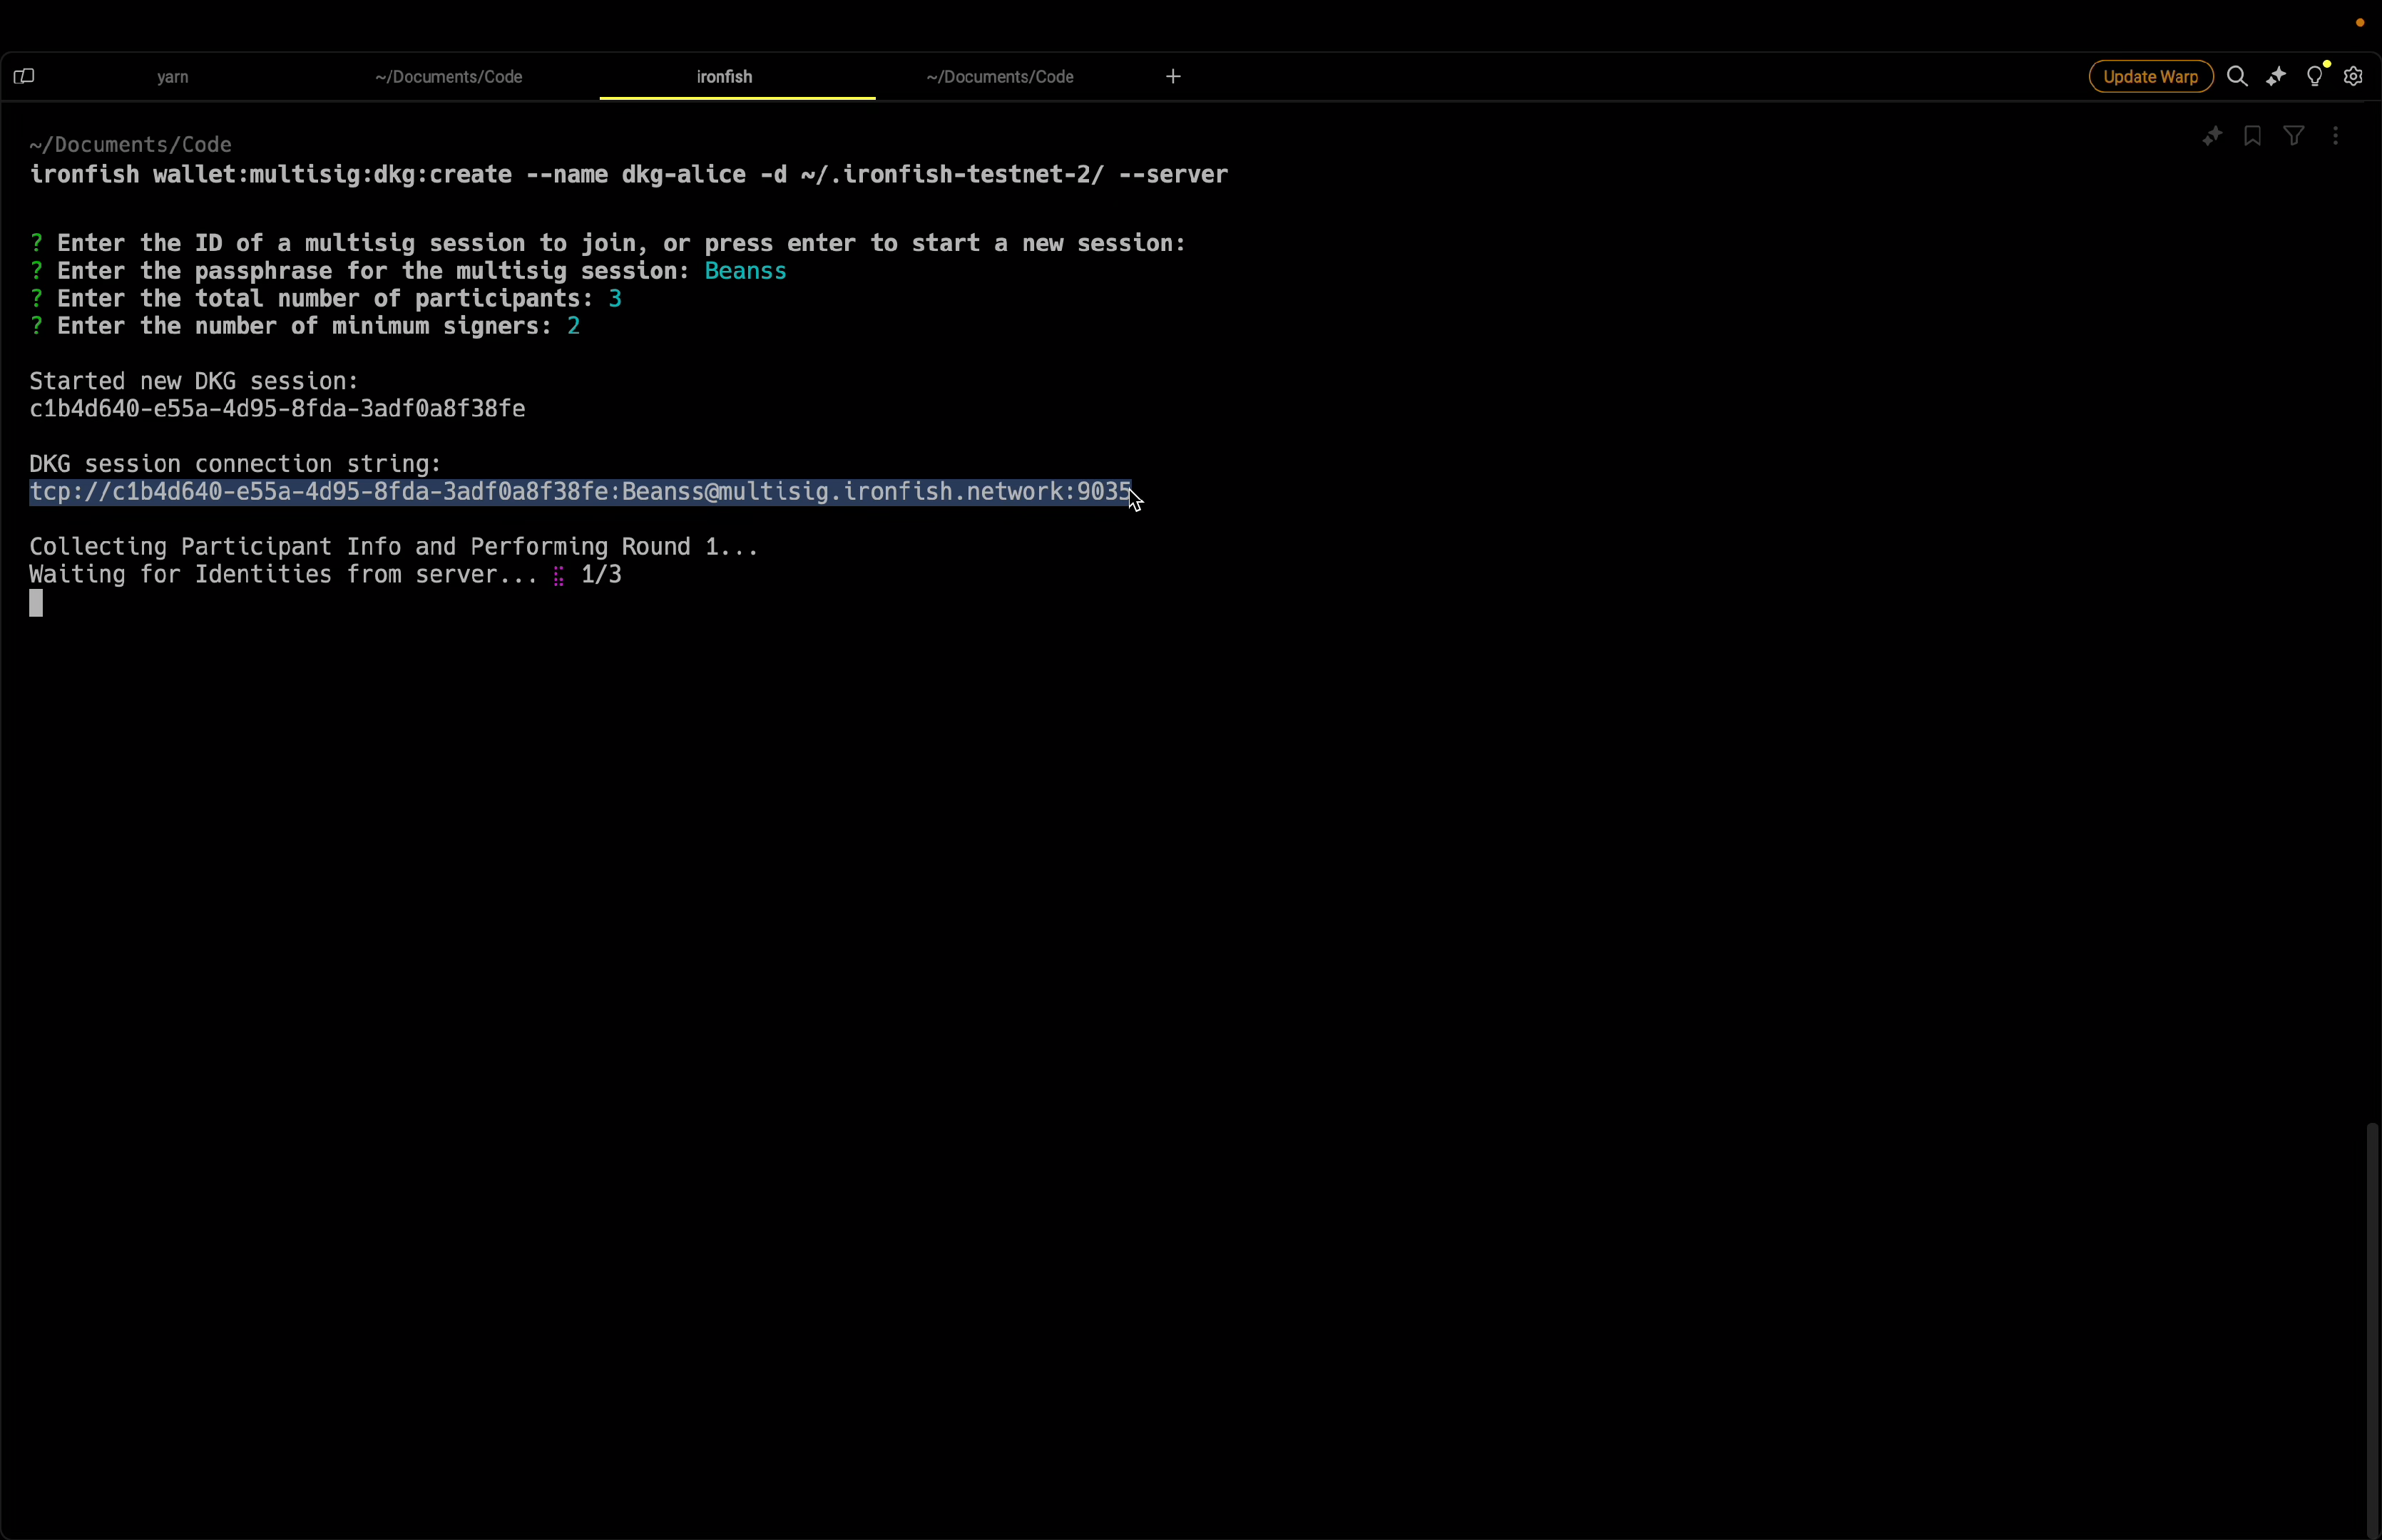 yarn
~/Documents/Code
ironfish
~/Documents/Code
+
Update Warp
~/Documents/Code
ironfish wallet:multisig:dkg:create --name dkg-alice -d ~/.ironfish-testnet-2/ --server
? Enter the ID of a multisig session to join, or press enter to start a new session:
? Enter the passphrase for the multisig session: Beanss
? Enter the total number of participants: 3
? Enter the number of minimum signers: 2
Started new DKG session:
c1b4d640-e55a-4d95-8fda-3adf0a8f38fe
DKG session connection string:
tcp://c1b4d640-e55a-4d95-8fda-3adf0a8f38fe:Beanss@multisig.ironfish.network:9035
Collecting Participant Info and Performing Round 1...
Waiting for Identities from server... 1/3